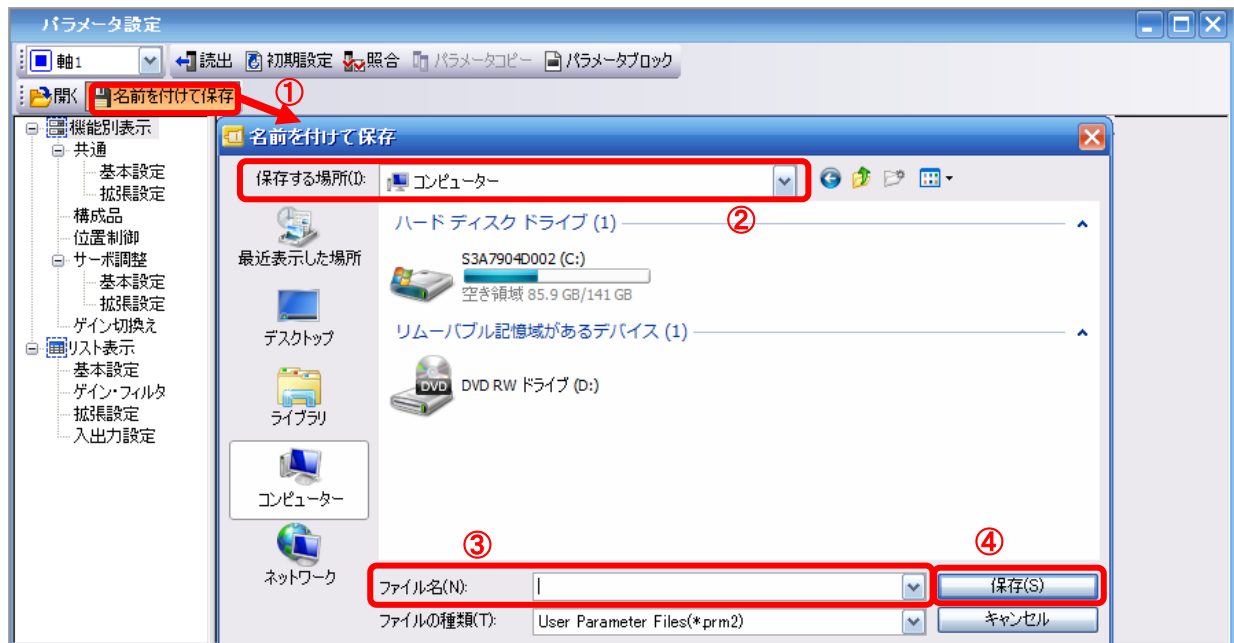 パラメータ設定
軸1 読出 初期設定 照合 パラメータコピー パラメータブロック
開く 名前を付けて保存 ①
機能別表示
共通
基本設定
拡張設定
構成品
位置制御
サーボ調整
基本設定
拡張設定
ゲイン切換え
リスト表示
基本設定
ゲイン・フィルタ
拡張設定
入出力設定
名前を付けて保存
保存する場所(I): コンピューター
②
最近表示した場所
デスクトップ
ライブラリ
コンピューター
ネットワーク
ハード ディスク ドライブ (1)
S3A7904D002 (C:)
空き領域 85.9 GB/141 GB
リムーバブル記憶域があるデバイス (1)
DVD
DVD RW ドライブ (D:)
③ ④
ファイル名(N): 保存(S)
ファイルの種類(T): User Parameter Files(*prm2) キャンセル